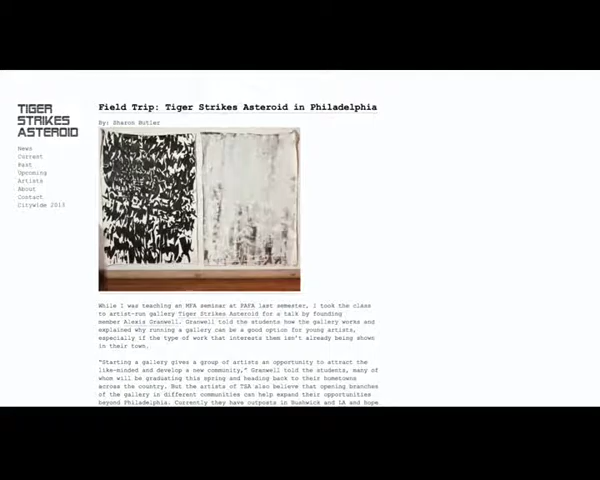 TIGER
STRIKES
ASTEROID
News
Current
Past
Upcoming
Artists
About
Contact
Citywide 2013
Field Trip: Tiger Strikes Asteroid in Philadelphia
By: Sharon Butler
While I was teaching an MFA seminar at PAFA last semester, I took the class
to artist-run gallery Tiger Strikes Asteroid for a talk by founding
member Alexis Granwell. Granwell told the students how the gallery works and
explained why running a gallery can be a good option for young artists,
especially if the type of work that interests them isn't already being shown
in their town.
"Starting a gallery gives a group of artists an opportunity to attract the
like-minded and develop a new community," Granwell told the students, many of
whom will be graduating this spring and heading back to their hometowns
across the country. But the artists of TSA also believe that opening branches
of the gallery in different communities can help expand their opportunities
beyond Philadelphia. Currently they have outposts in Bushwick and LA and hope